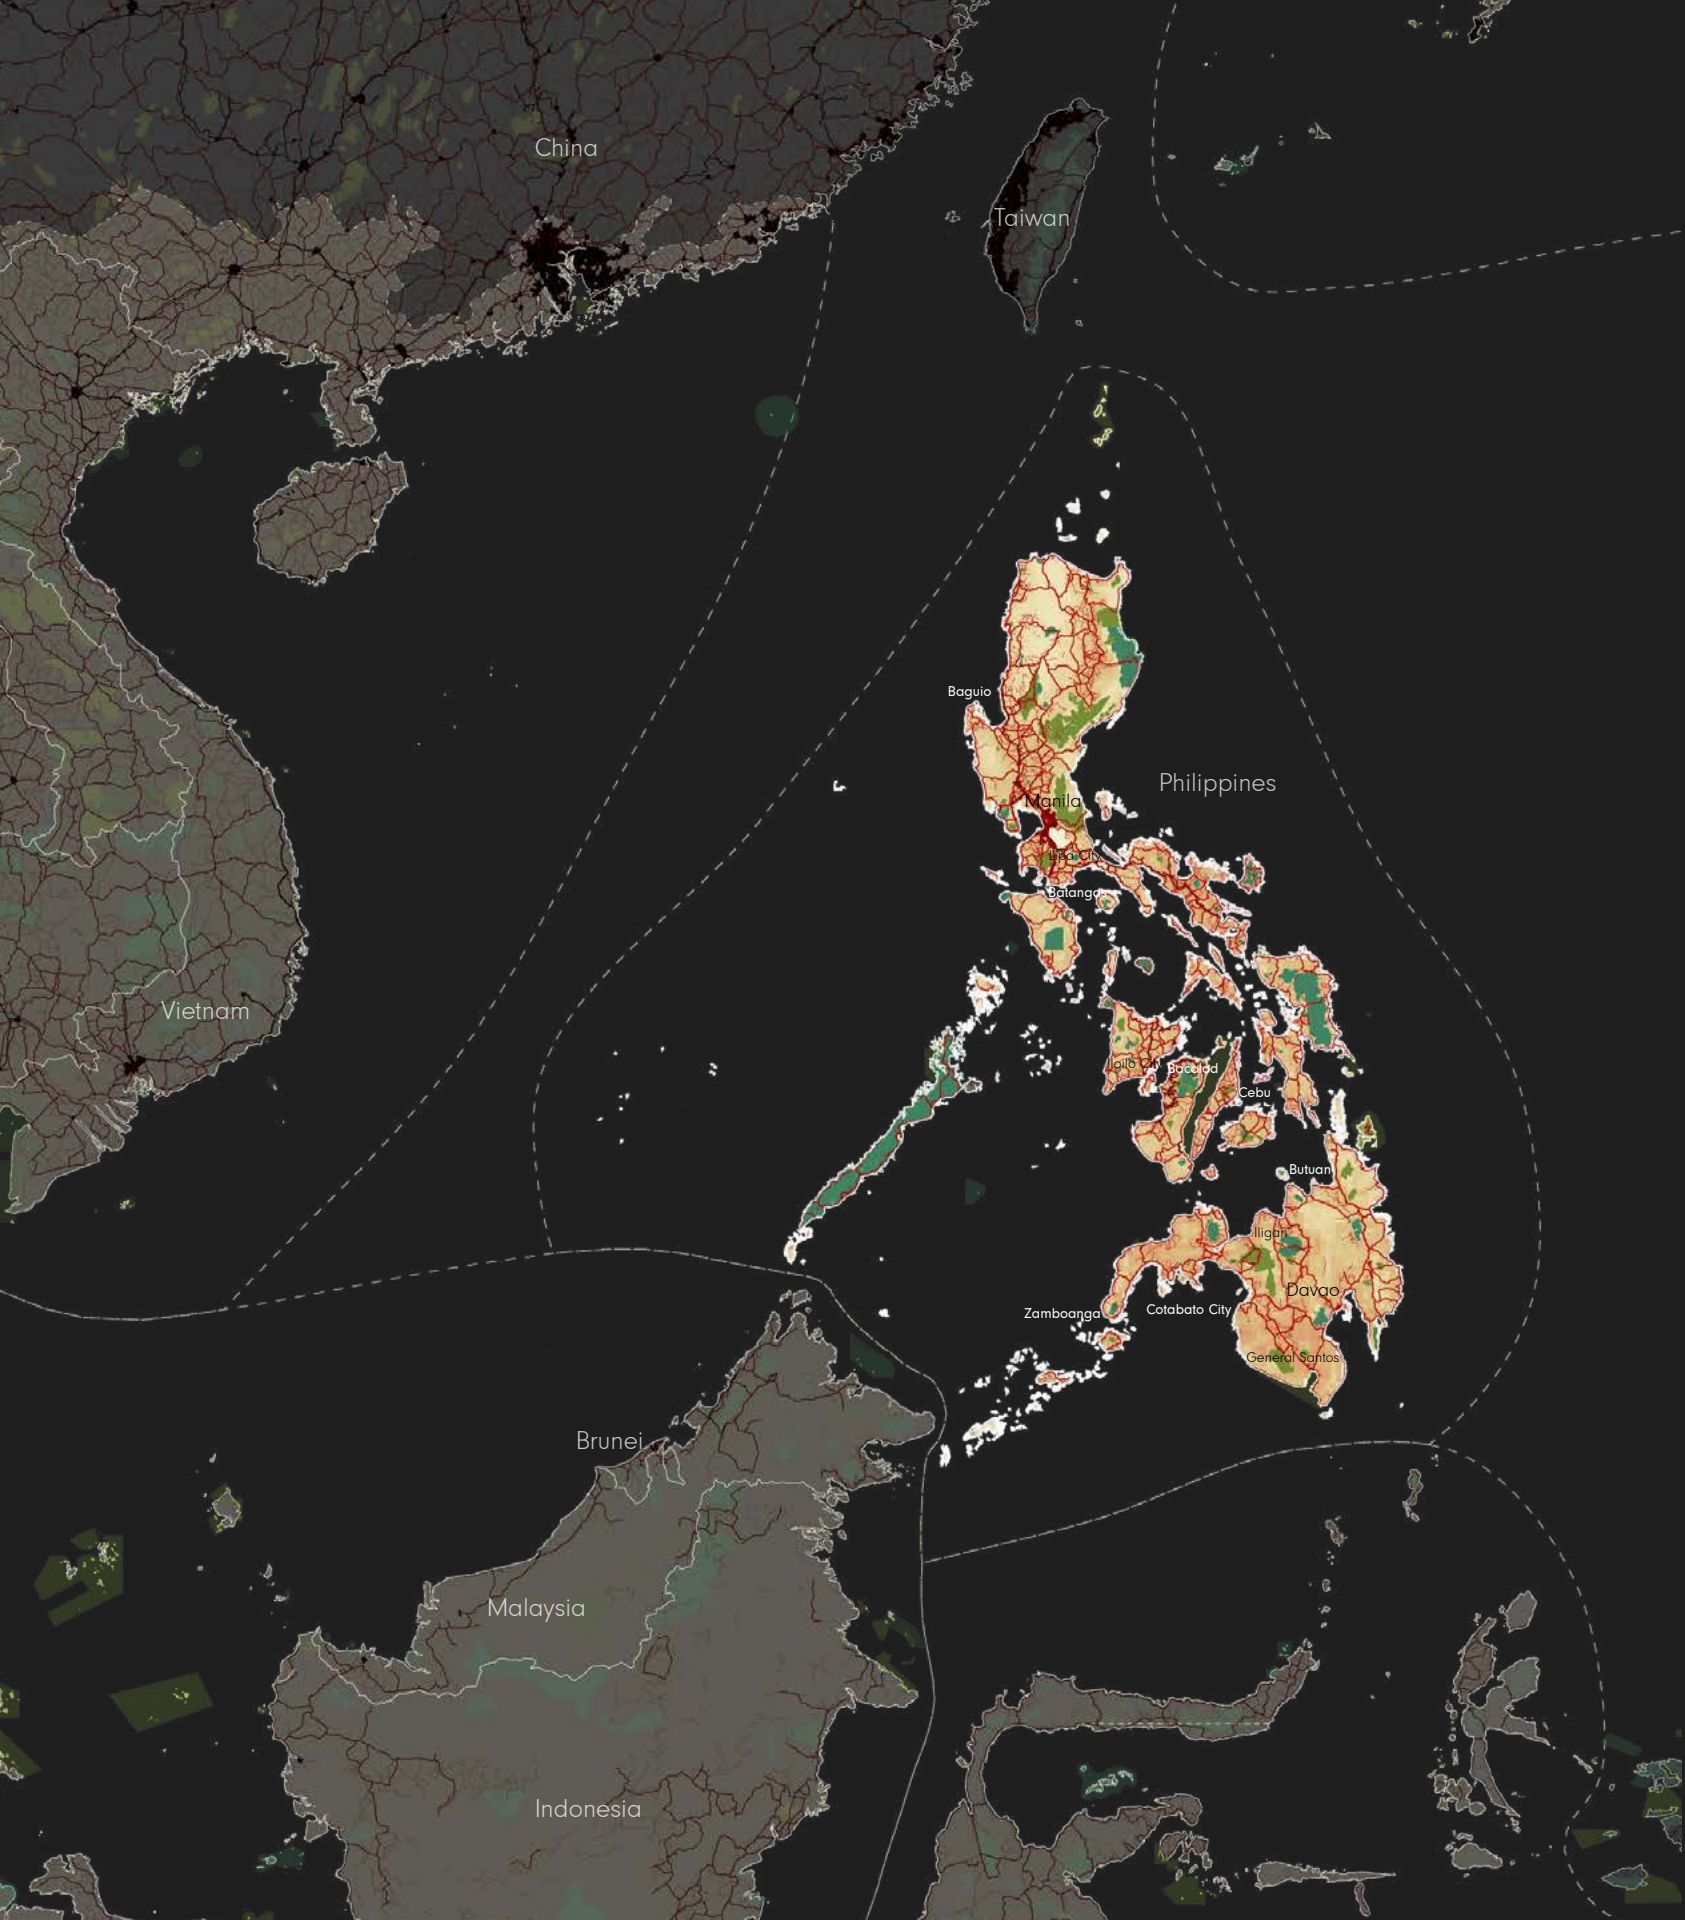 China
Taiwan
Baguio
Philippines
Manila
Lipa City
Batangas
Vietnam
Iloilo City
Bacolod
Cebu
Butuan
Iligan
Davao
Zamboanga
Cotabato City
General Santos
Brunei
Malaysia
Indonesia